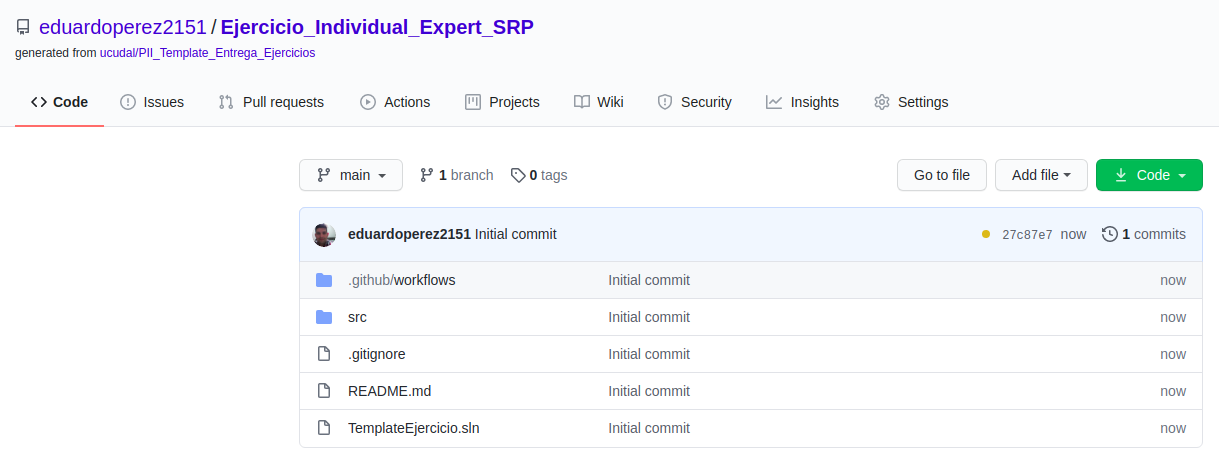 eduardoperez2151 / Ejercicio_Individual_Expert_SRP
generated from ucudal/PII_Template_Entrega_Ejercicios
Code Issues Pull requests Actions Projects Wiki Security Insights Settings
main 1 branch 0 tags Go to file Add file Code
eduardoperez2151 Initial commit 27c87e7 now 1 commits
.github/workflows Initial commit now
src Initial commit now
.gitignore Initial commit now
README.md Initial commit now
TemplateEjercicio.sln Initial commit now